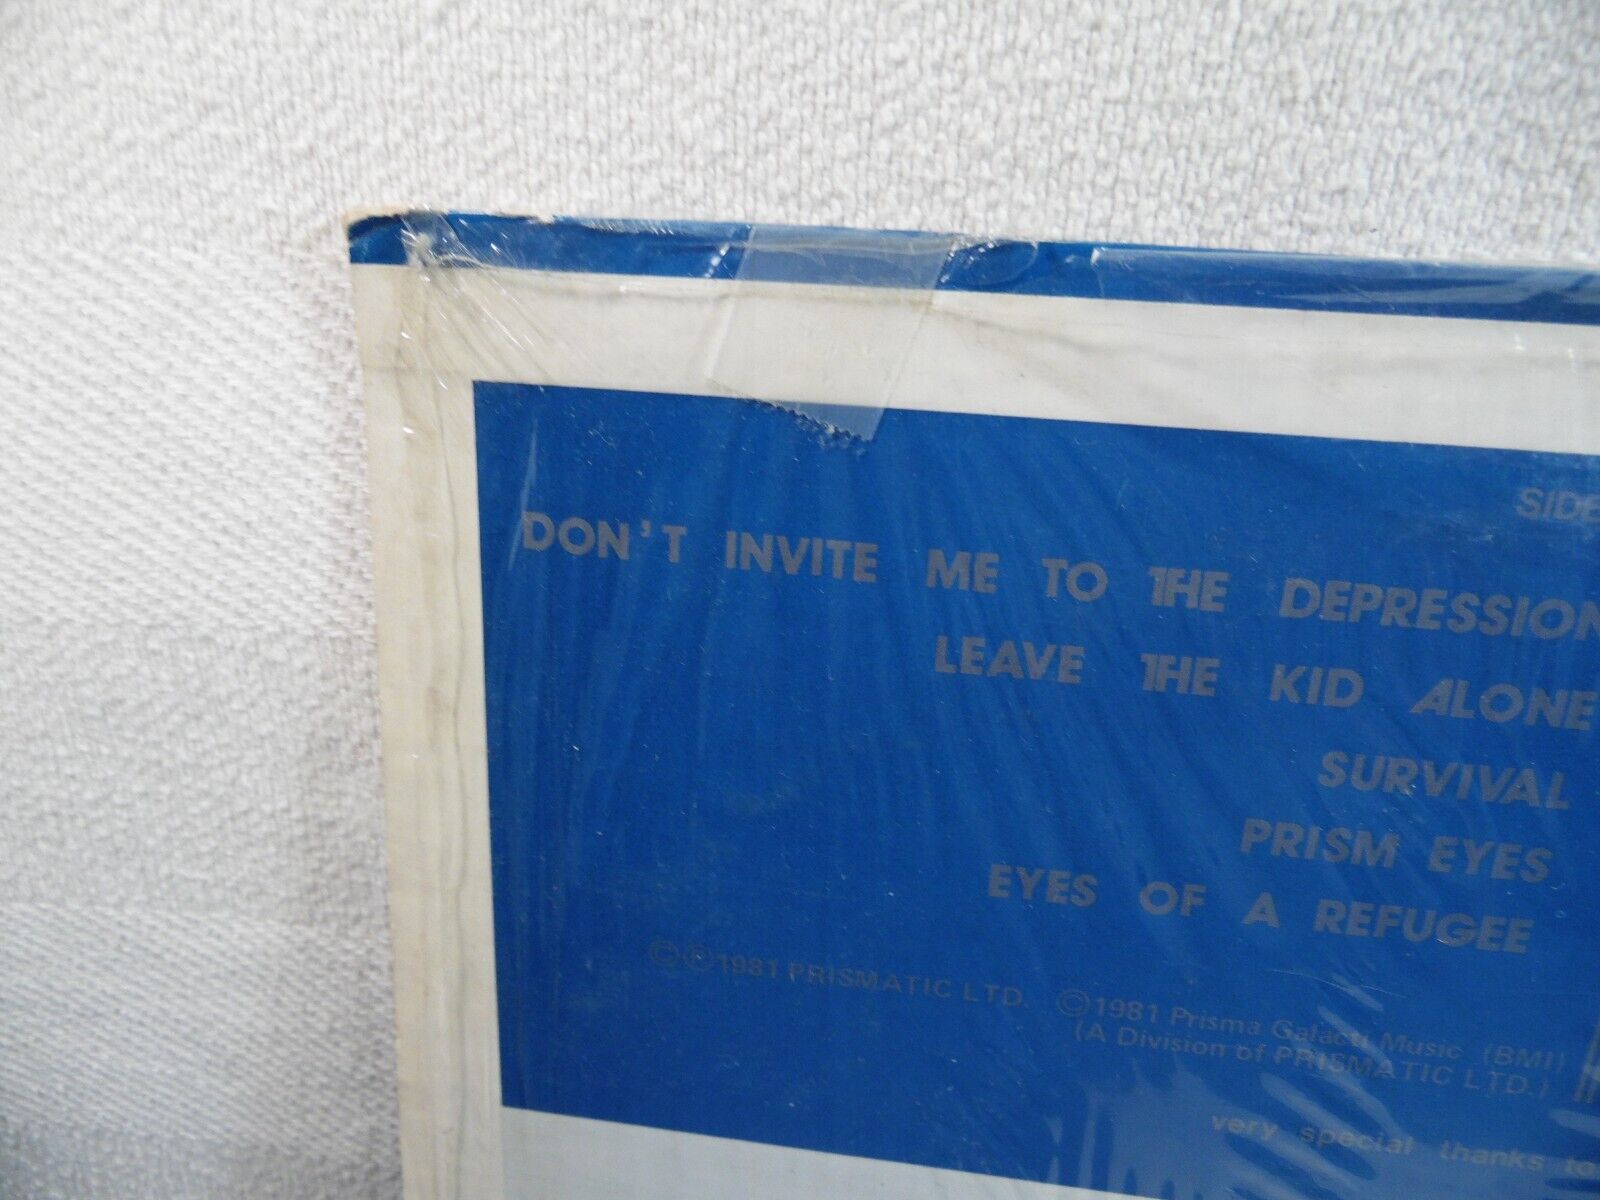 SIDE
DON'T INVITE ME TO THE DEPRESSION
LEAVE THE KID ALONE
SURVIVAL
PRISM EYES
EYES OF A REFUGEE
©℗1981 PRISMATIC LTD. ©1981 Prisma Galacti Music (BMI)
(A Division of PRISMATIC LTD.)
very special thanks to